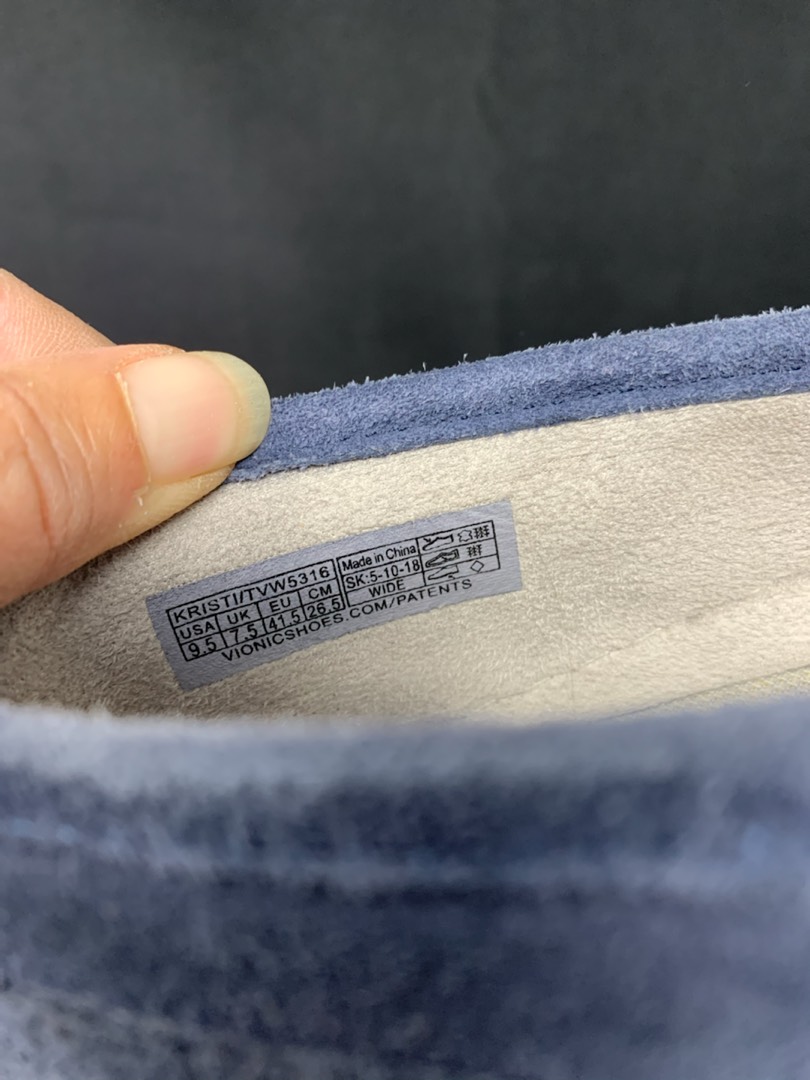 KRISTI/TVW5316
USA UK EU CM
9.5 7.5 41.5 26.5
Made in China
SK:5-10-18
WIDE
VIONICSHOES.COM/PATENTS